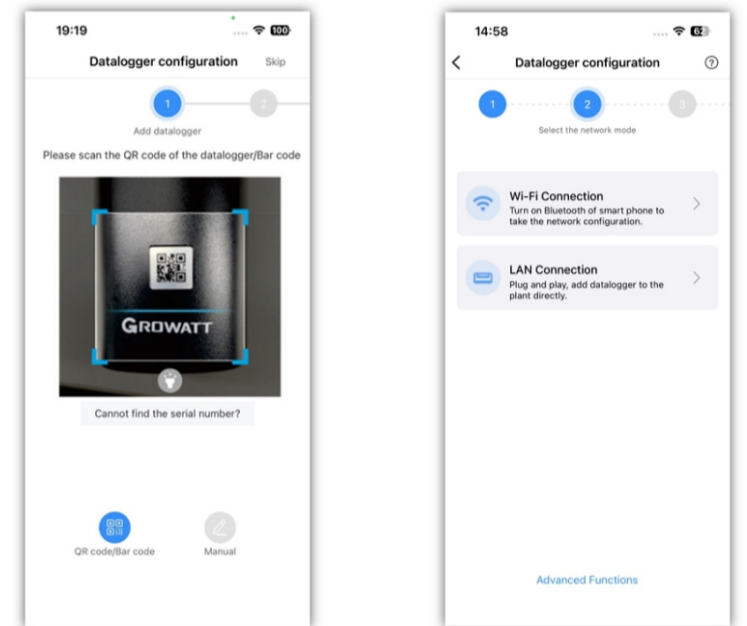 19:19
100
Datalogger configuration
Skip
1
2
Add datalogger
Please scan the QR code of the datalogger/Bar code
GROWATT
Cannot find the serial number?
QR code/Bar code
Manual
14:58
62
Datalogger configuration
?
1
2
3
Select the network mode
Wi-Fi Connection
Turn on Bluetooth of smart phone to
take the network configuration.
LAN Connection
Plug and play, add datalogger to the
plant directly.
Advanced Functions